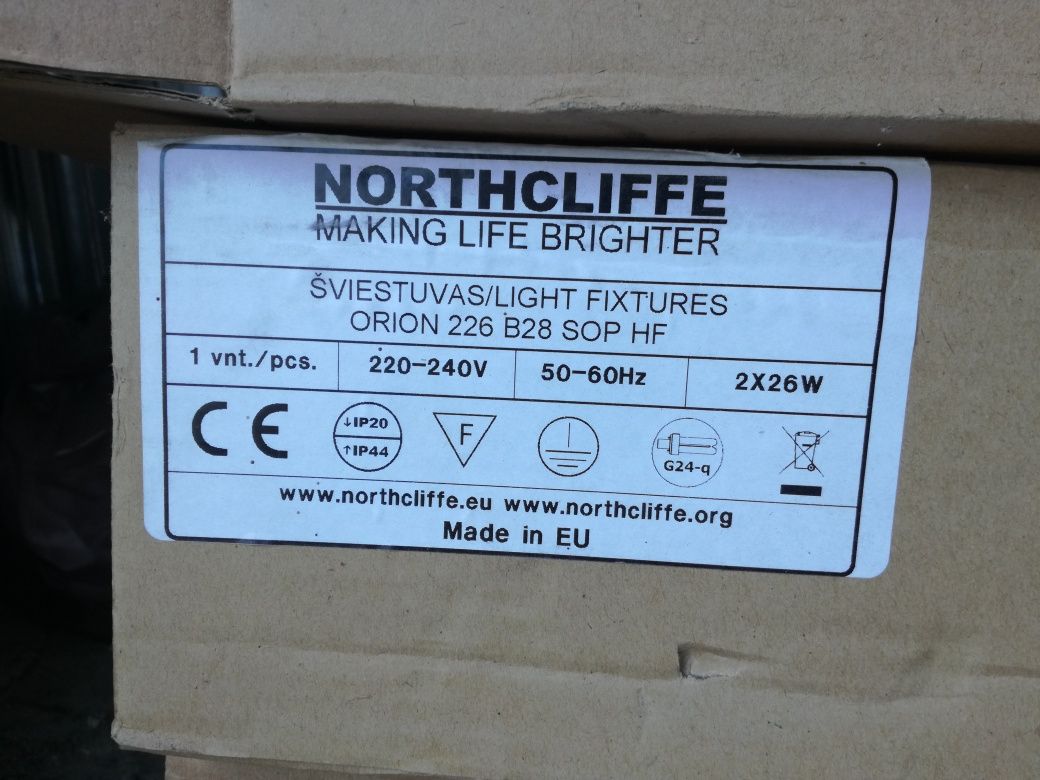 NORTHCLIFFE
MAKING LIFE BRIGHTER
ŠVIESTUVAS/LIGHT FIXTURES
ORION 226 B28 SOP HF
1 vnt./pcs. 220-240V 50-60Hz 2X26W
CE ↓IP20 F
↑IP44 G24-q
www.northcliffe.eu www.northcliffe.org
Made in EU